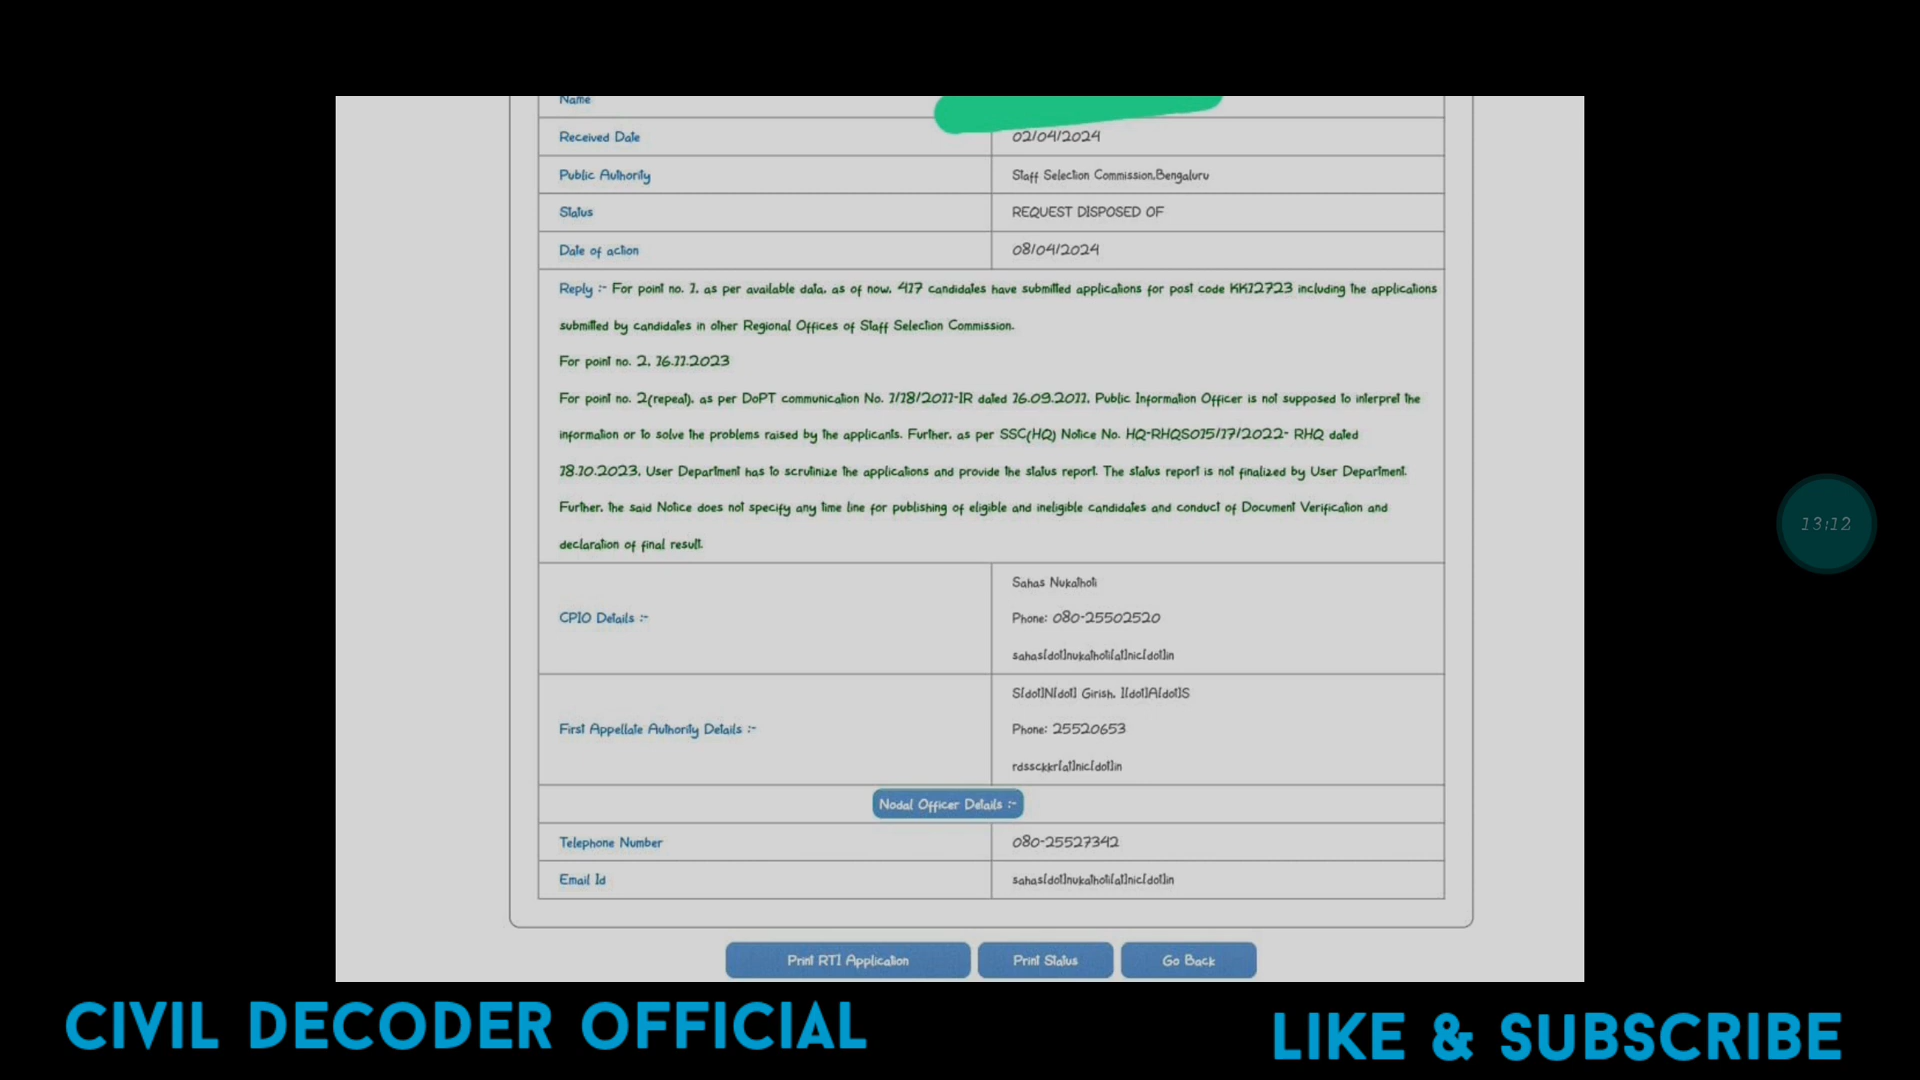 Name
Received Date 02/04/2024
Public Authority Staff Selection Commission,Bengaluru
Status REQUEST DISPOSED OF
Date of action 08/04/2024
Reply :- For point no. 1, as per available data, as of now, 417 candidates have submitted applications for post code KK12723 including the applications
submitted by candidates in other Regional Offices of Staff Selection Commission.
For point no. 2, 16.11.2023
For point no. 2(repeat), as per DoPT communication No. 1/18/2011-IR dated 16.09.2011, Public Information Officer is not supposed to interpret the
information or to solve the problems raised by the applicants. Further, as per SSC(HQ) Notice No. HQ-RHQS015/17/2022- RHQ dated
18.10.2023, User Department has to scrutinize the applications and provide the status report. The status report is not finalized by User Department.
Further, the said Notice does not specify any time line for publishing of eligible and ineligible candidates and conduct of Document Verification and
declaration of final result.
Sahas Nukathoti
CPIO Details :- Phone: 080-25502520
sahas[dot]nukathoti[at]nic[dot]in
S[dot]N[dot] Girish, I[dot]A[dot]S
First Appellate Authority Details :- Phone: 25520653
rdssckkr[at]nic[dot]in
Nodal Officer Details :-
Telephone Number 080-25527342
Email Id sahas[dot]nukathoti[at]nic[dot]in
Print RTI Application Print Status Go Back
13:12
CIVIL DECODER OFFICIAL LIKE & SUBSCRIBE